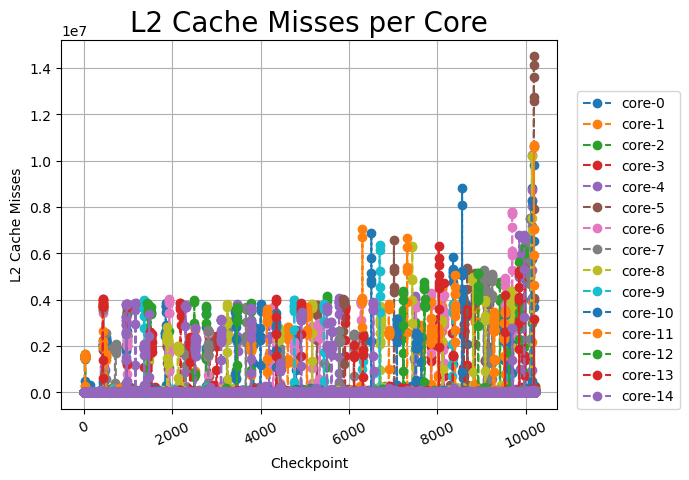 L2 Cache Misses per Core
1e7
1.4
1.2
1.0
0.8
0.6
0.4
0.2
0.0
L2 Cache Misses
0
2000
4000
6000
8000
10000
Checkpoint
core-0
core-1
core-2
core-3
core-4
core-5
core-6
core-7
core-8
core-9
core-10
core-11
core-12
core-13
core-14